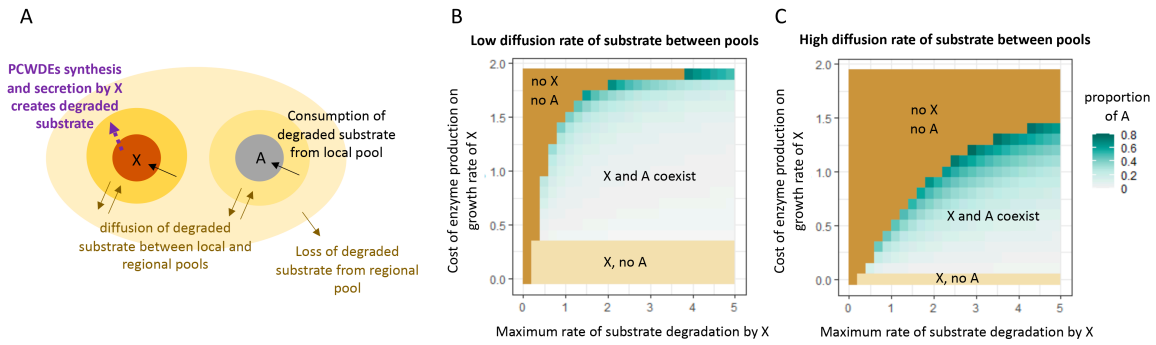 A
PCWDEs synthesis
and secretion by X
creates degraded
substrate
X
A
Consumption of
degraded substrate
from local pool
diffusion of degraded
substrate between local and
regional pools
Loss of degraded
substrate from regional
pool
B
Low diffusion rate of substrate between pools
Cost of enzyme production on
growth rate of X
2.0
1.5
1.0
0.5
0.0
no X
no A
X and A coexist
X, no A
0
1
2
3
4
5
Maximum rate of substrate degradation by X
C
High diffusion rate of substrate between pools
Cost of enzyme production on
growth rate of X
2.0
1.5
1.0
0.5
0.0
no X
no A
X and A coexist
X, no A
0
1
2
3
4
5
Maximum rate of substrate degradation by X
proportion
of A
0.8
0.6
0.4
0.2
0